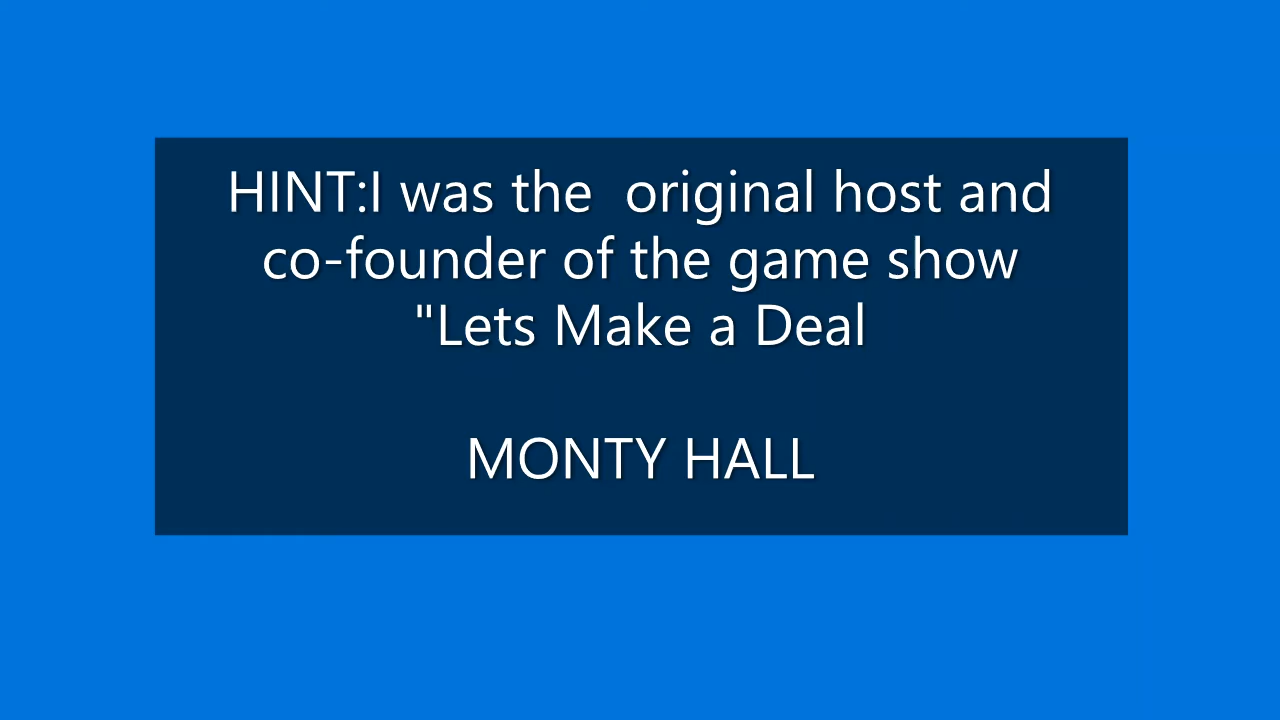 HINT:I was the  original host and
co-founder of the game show
"Lets Make a Deal
MONTY HALL